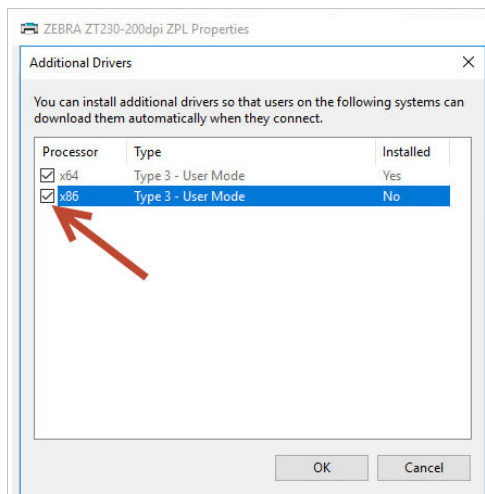 ZEBRA ZT230-200dpi ZPL Properties
Additional Drivers
You can install additional drivers so that users on the following systems can
download them automatically when they connect.
Processor Type Installed
x64 Type 3 - User Mode Yes
x86 Type 3 - User Mode No
OK Cancel